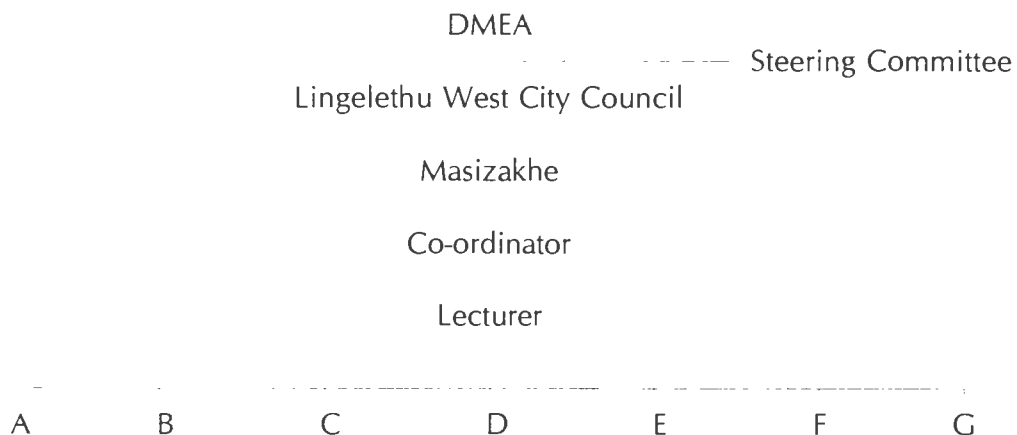 DMEA
Steering Committee
Lingelethu West City Council
Masizakhe
Co-ordinator
Lecturer
A B C D E F G